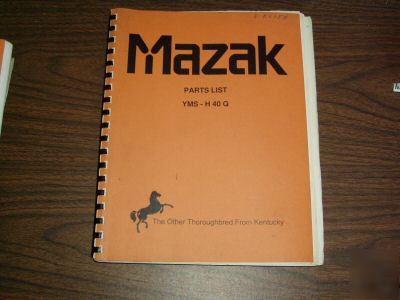 Mazak
PARTS LIST
YMS - H 40 Q
The Other Thoroughbred From Kentucky